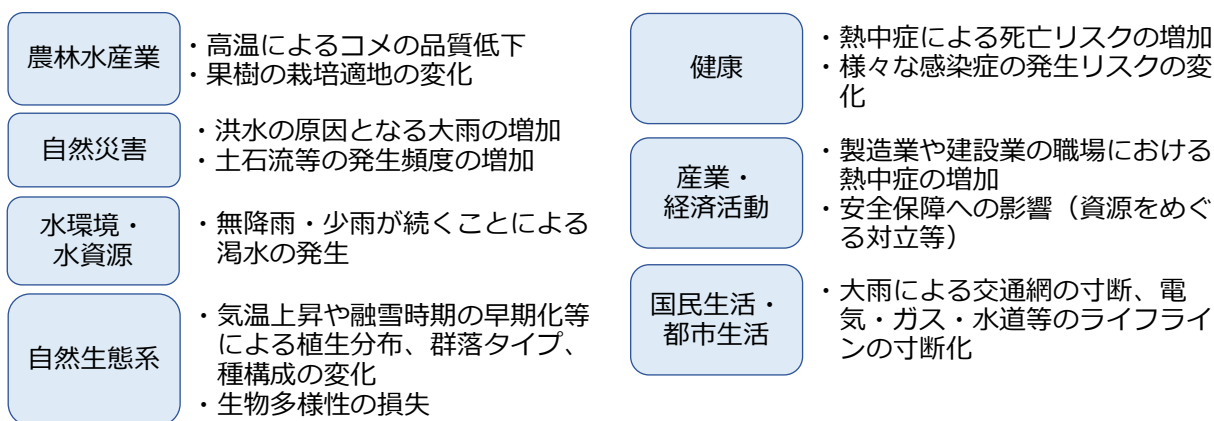 農林水産業
・高温によるコメの品質低下
・果樹の栽培適地の変化
自然災害
・洪水の原因となる大雨の増加
・土石流等の発生頻度の増加
水環境・
水資源
・無降雨・少雨が続くことによる
渇水の発生
自然生態系
・気温上昇や融雪時期の早期化等
による植生分布、群落タイプ、
種構成の変化
・生物多様性の損失
健康
・熱中症による死亡リスクの増加
・様々な感染症の発生リスクの変
化
産業・
経済活動
・製造業や建設業の職場における
熱中症の増加
・安全保障への影響（資源をめぐ
る対立等）
国民生活・
都市生活
・大雨による交通網の寸断、電
気・ガス・水道等のライフライ
ンの寸断化